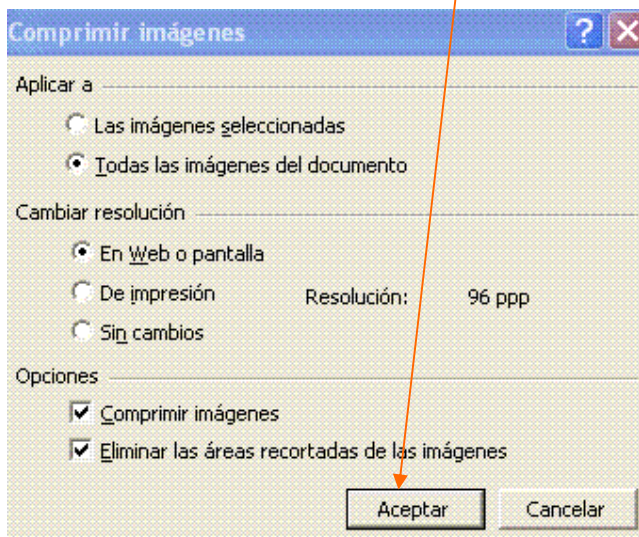 Comprimir imágenes
Aplicar a
Las imágenes seleccionadas
Todas las imágenes del documento
Cambiar resolución
En Web o pantalla
De impresión Resolución: 96 ppp
Sin cambios
Opciones
Comprimir imágenes
Eliminar las áreas recortadas de las imágenes
Aceptar Cancelar